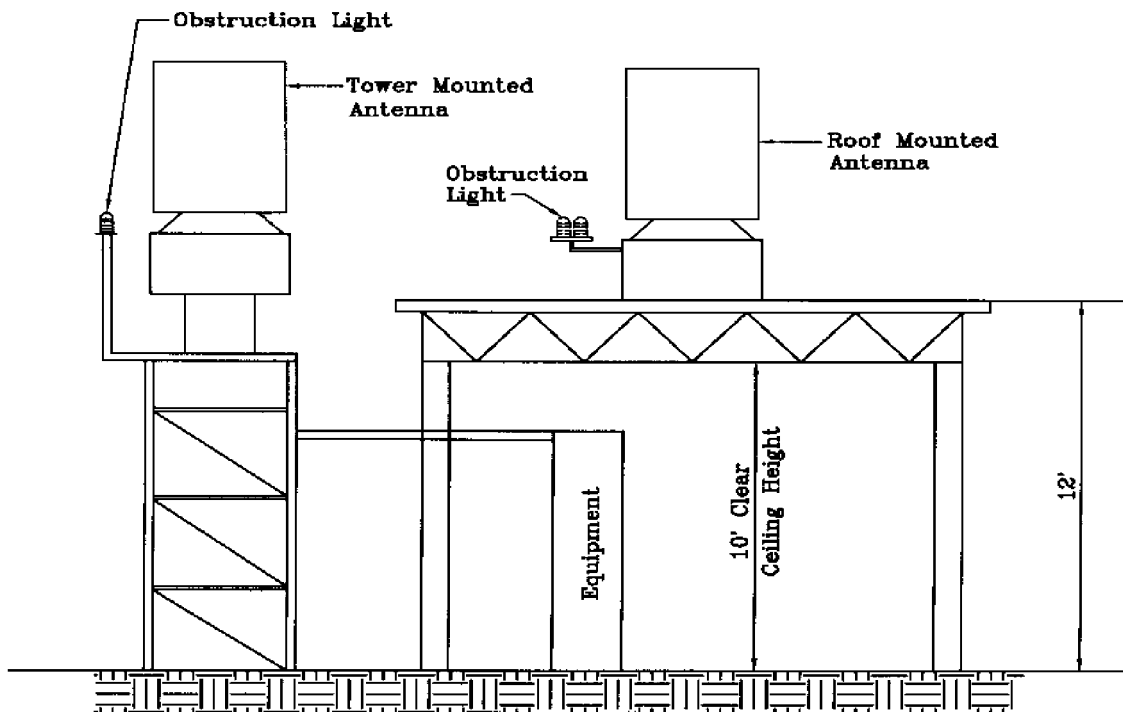 Obstruction Light
Tower Mounted
Antenna
Roof Mounted
Antenna
Obstruction
Light
Equipment
10' Clear
Ceiling Height
12'